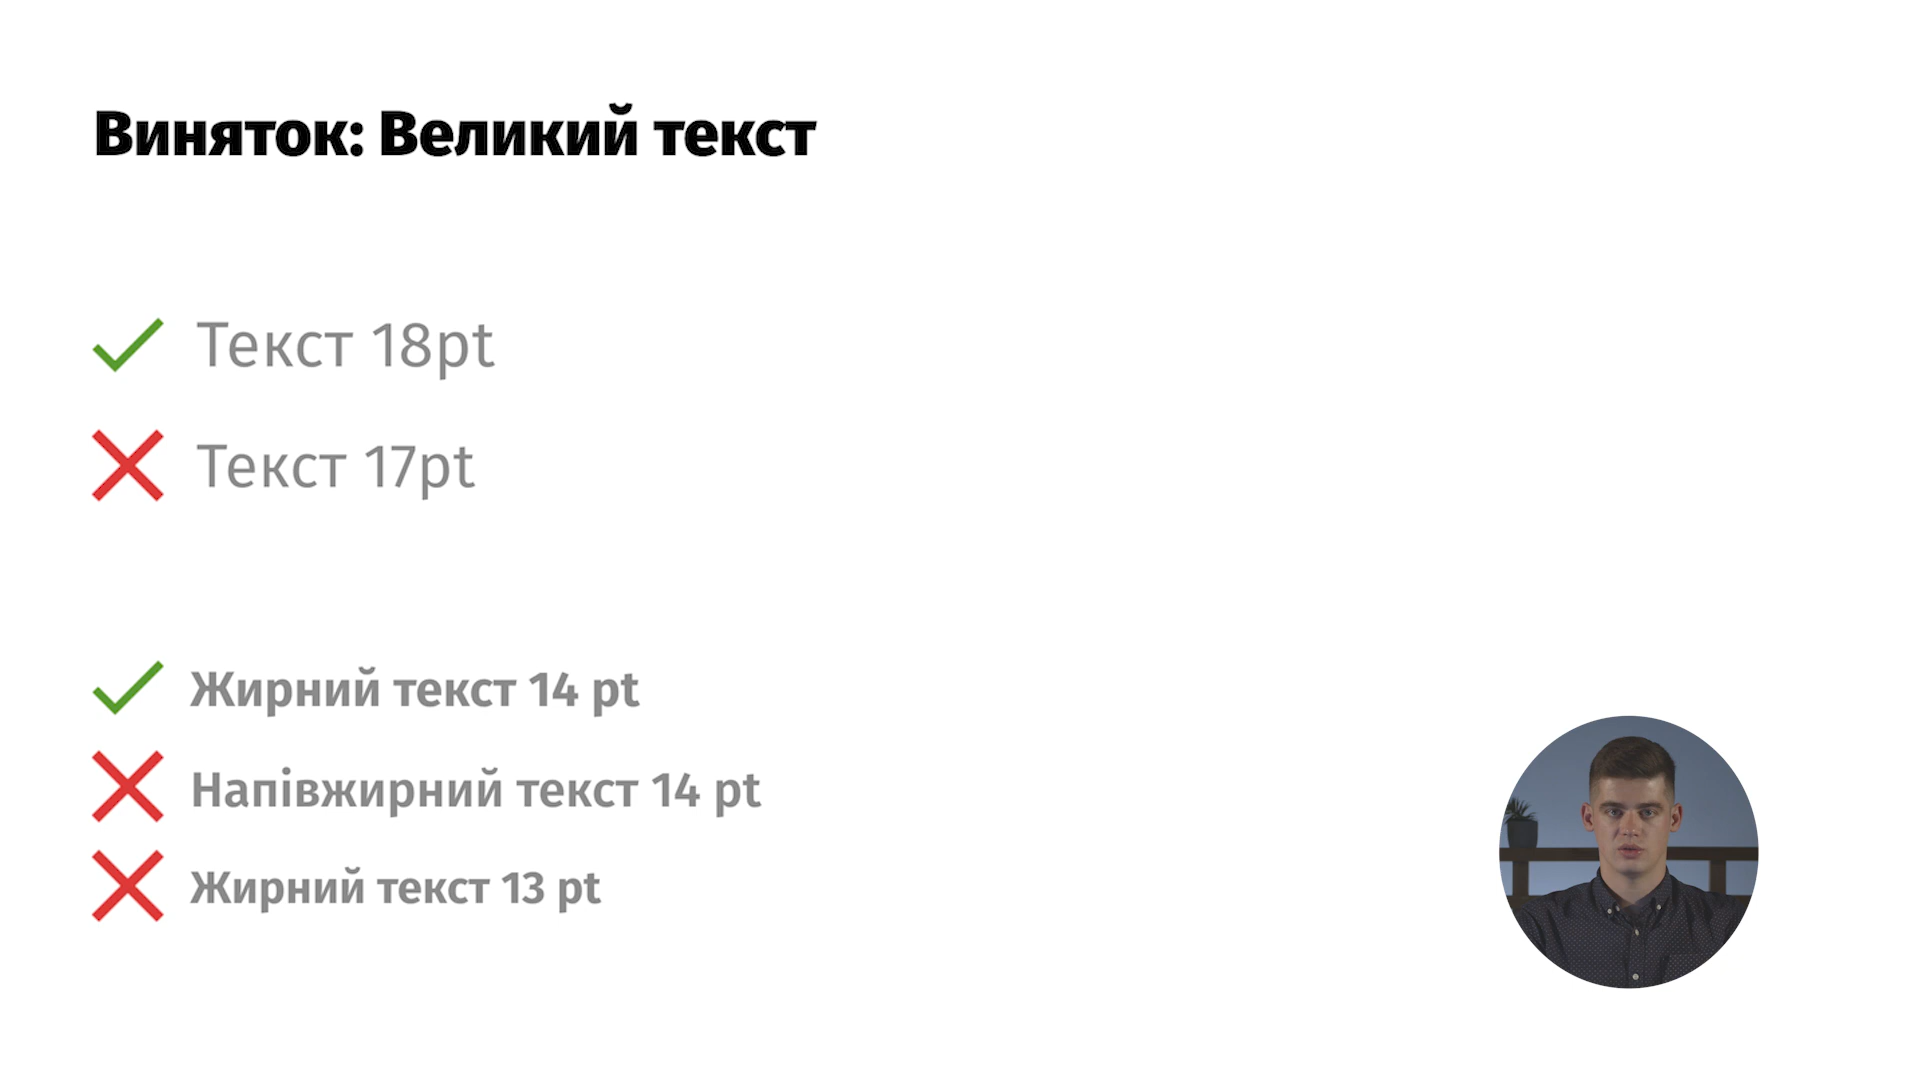 Виняток: Великий текст
Текст 18pt
Текст 17pt
Жирний текст 14 pt
Напівжирний текст 14 pt
Жирний текст 13 pt